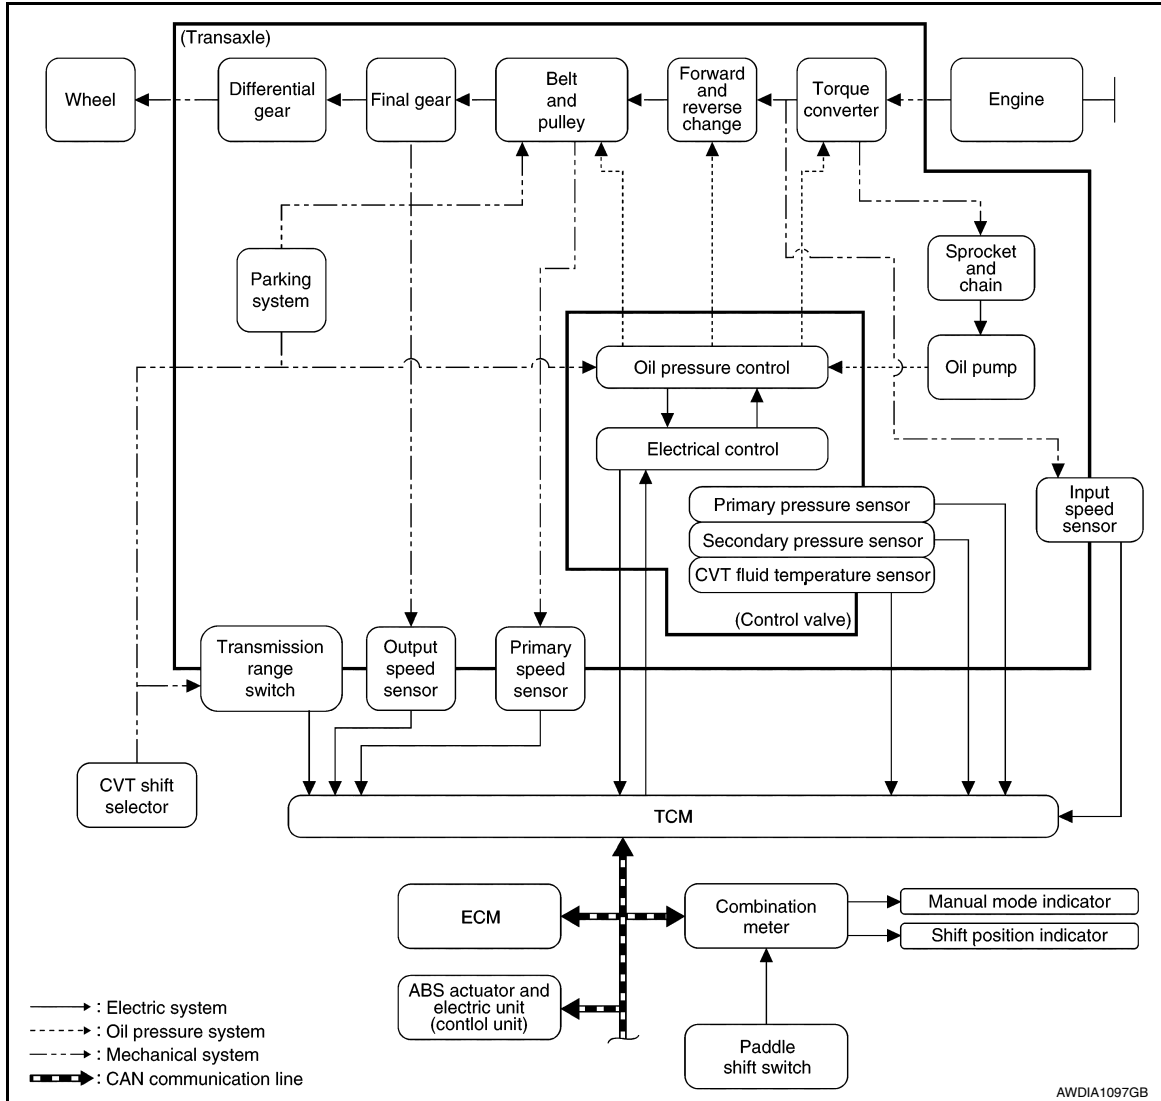 (Transaxle)
Wheel
Differential
gear
Final gear
Belt
and
pulley
Forward
and
reverse
change
Torque
converter
Engine
Parking
system
Sprocket
and
chain
Oil pressure control
Oil pump
Electrical control
Primary pressure sensor
Secondary pressure sensor
CVT fluid temperature sensor
(Control valve)
Input
speed
sensor
Transmission
range
switch
Output
speed
sensor
Primary
speed
sensor
CVT shift
selector
TCM
ECM
Combination
meter
Manual mode indicator
Shift position indicator
ABS actuator and
electric unit
(contlol unit)
Paddle
shift switch
: Electric system
: Oil pressure system
: Mechanical system
: CAN communication line
AWDIA1097GB